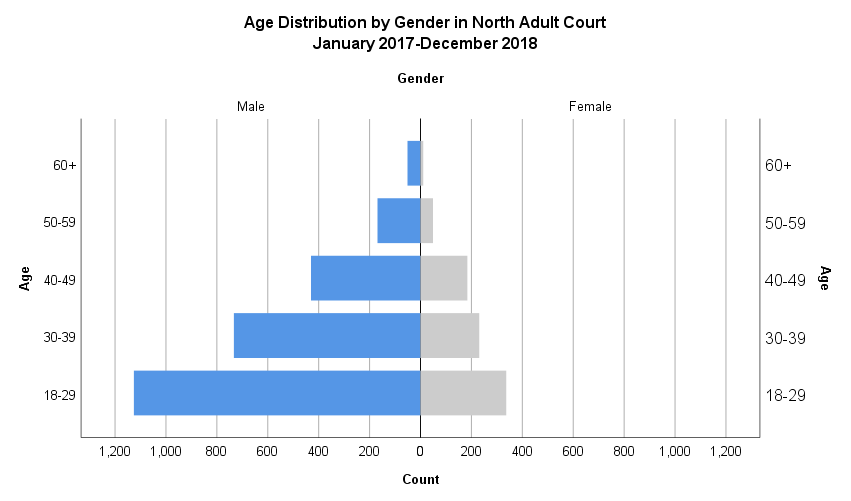 Age Distribution by Gender in North Adult Court
January 2017-December 2018
Gender
Male Female
60+ 60+
50-59 50-59
40-49 40-49
Age Age
30-39 30-39
18-29 18-29
1,200 1,000 800 600 400 200 0 200 400 600 800 1,000 1,200
Count